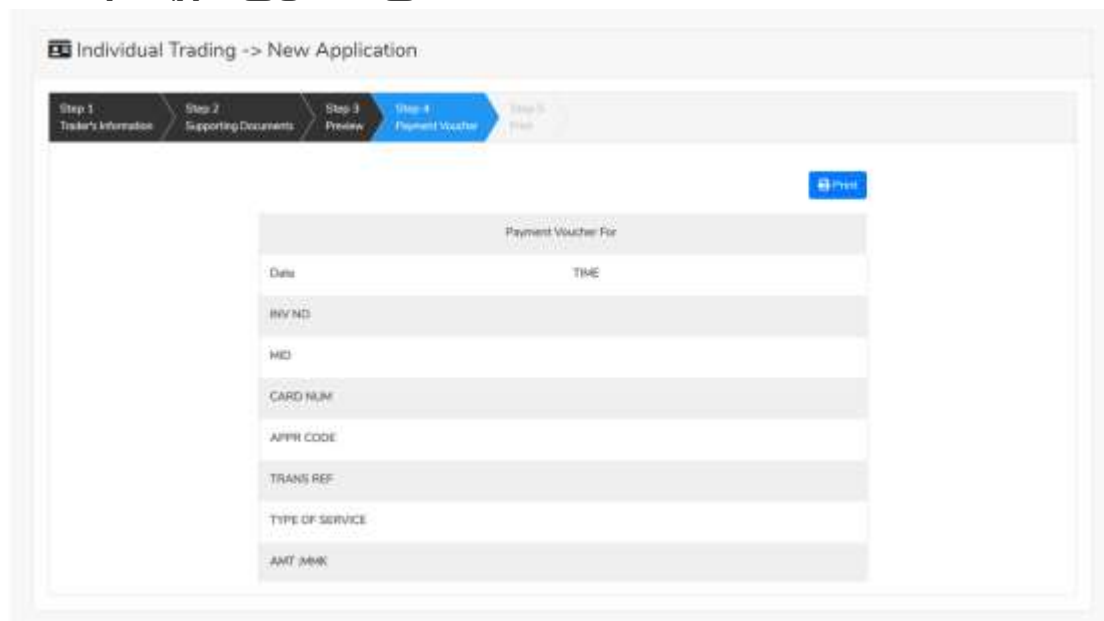 Individual Trading -> New Application
Step 1
Trader's Information
Step 2
Supporting Documents
Step 3
Preview
Step 4
Payment Voucher
Step 5
Print
Print
Payment Voucher For
Date TIME
INV NO
MID
CARD NUM
APPR CODE
TRANS REF
TYPE OF SERVICE
AMT :MMK